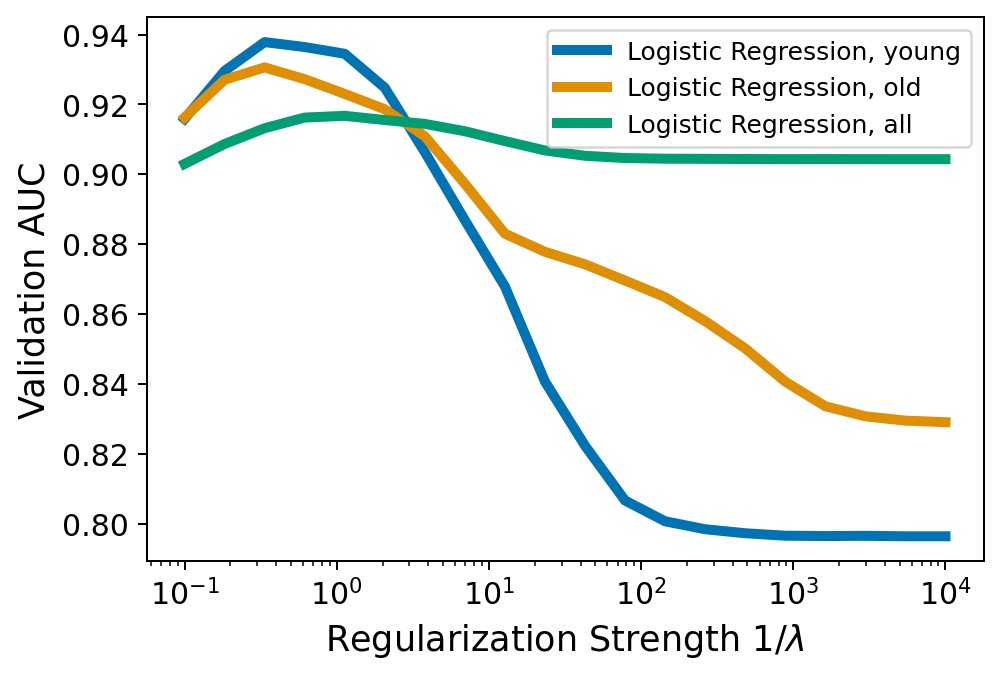 0.94
0.92
0.90
0.88
0.86
0.84
0.82
0.80
Validation AUC
Logistic Regression, young
Logistic Regression, old
Logistic Regression, all
10⁻¹ 10⁰ 10¹ 10² 10³ 10⁴
Regularization Strength 1/λ